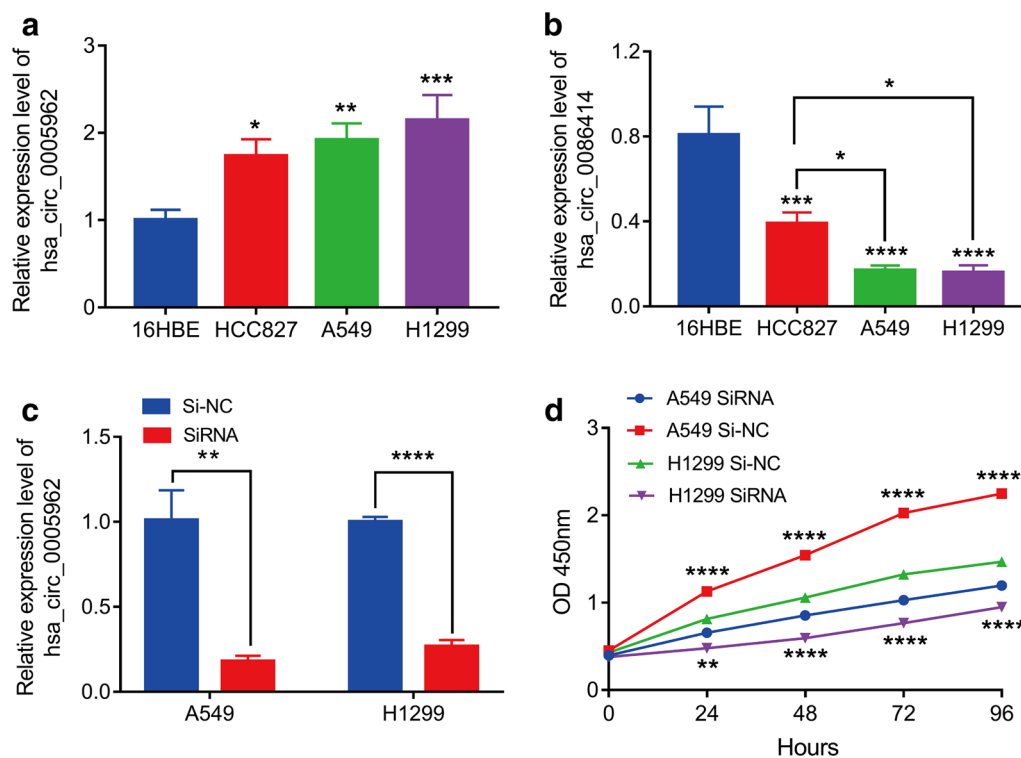 a
Relative expression level of
hsa_circ_0005962
3
2
1
0
*
**
***
16HBE
HCC827
A549
H1299
b
Relative expression level of
hsa_circ_0086414
1.2
0.8
0.4
0.0
*
*
***
****
****
16HBE
HCC827
A549
H1299
c
Si-NC
SiRNA
Relative expression level of
hsa_circ_0005962
1.5
1.0
0.5
0.0
**
****
A549
H1299
d
A549 SiRNA
A549 Si-NC
H1299 Si-NC
H1299 SiRNA
OD 450nm
3
2
1
0
****
****
****
****
**
****
****
****
0
24
48
72
96
Hours